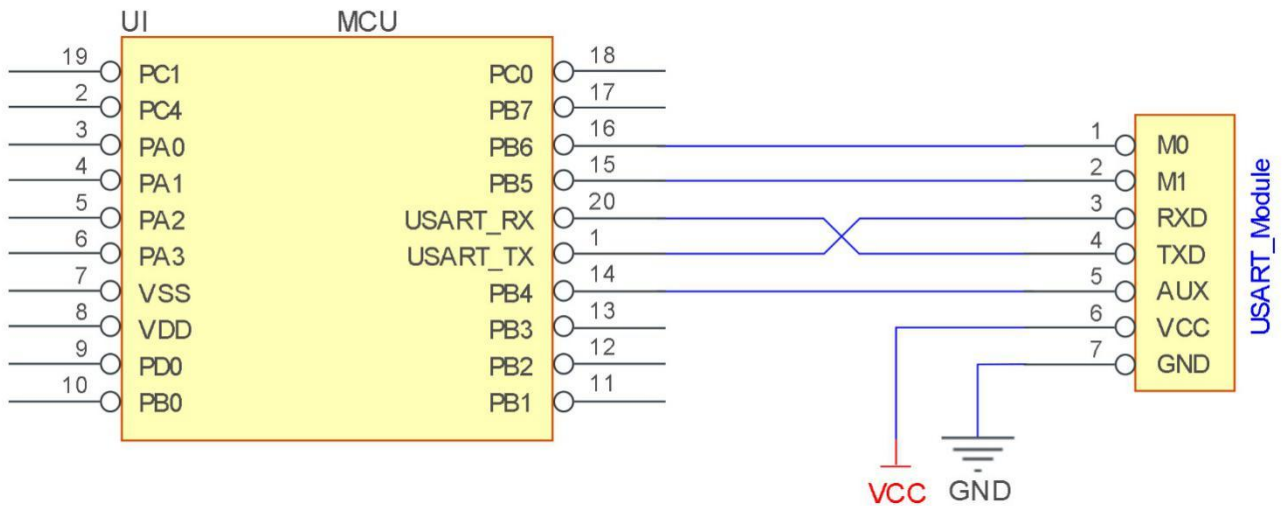 UI MCU
19 PC1 PC0 18
2 PC4 PB7 17
3 PA0 PB6 16 1 M0
4 PA1 PB5 15 2 M1
5 PA2 USART_RX 20 3 RXD
6 PA3 USART_TX 1 4 TXD
7 VSS PB4 14 5 AUX
8 VDD PB3 13 6 VCC
9 PD0 PB2 12 7 GND
10 PB0 PB1 11
USART_Module
VCC GND